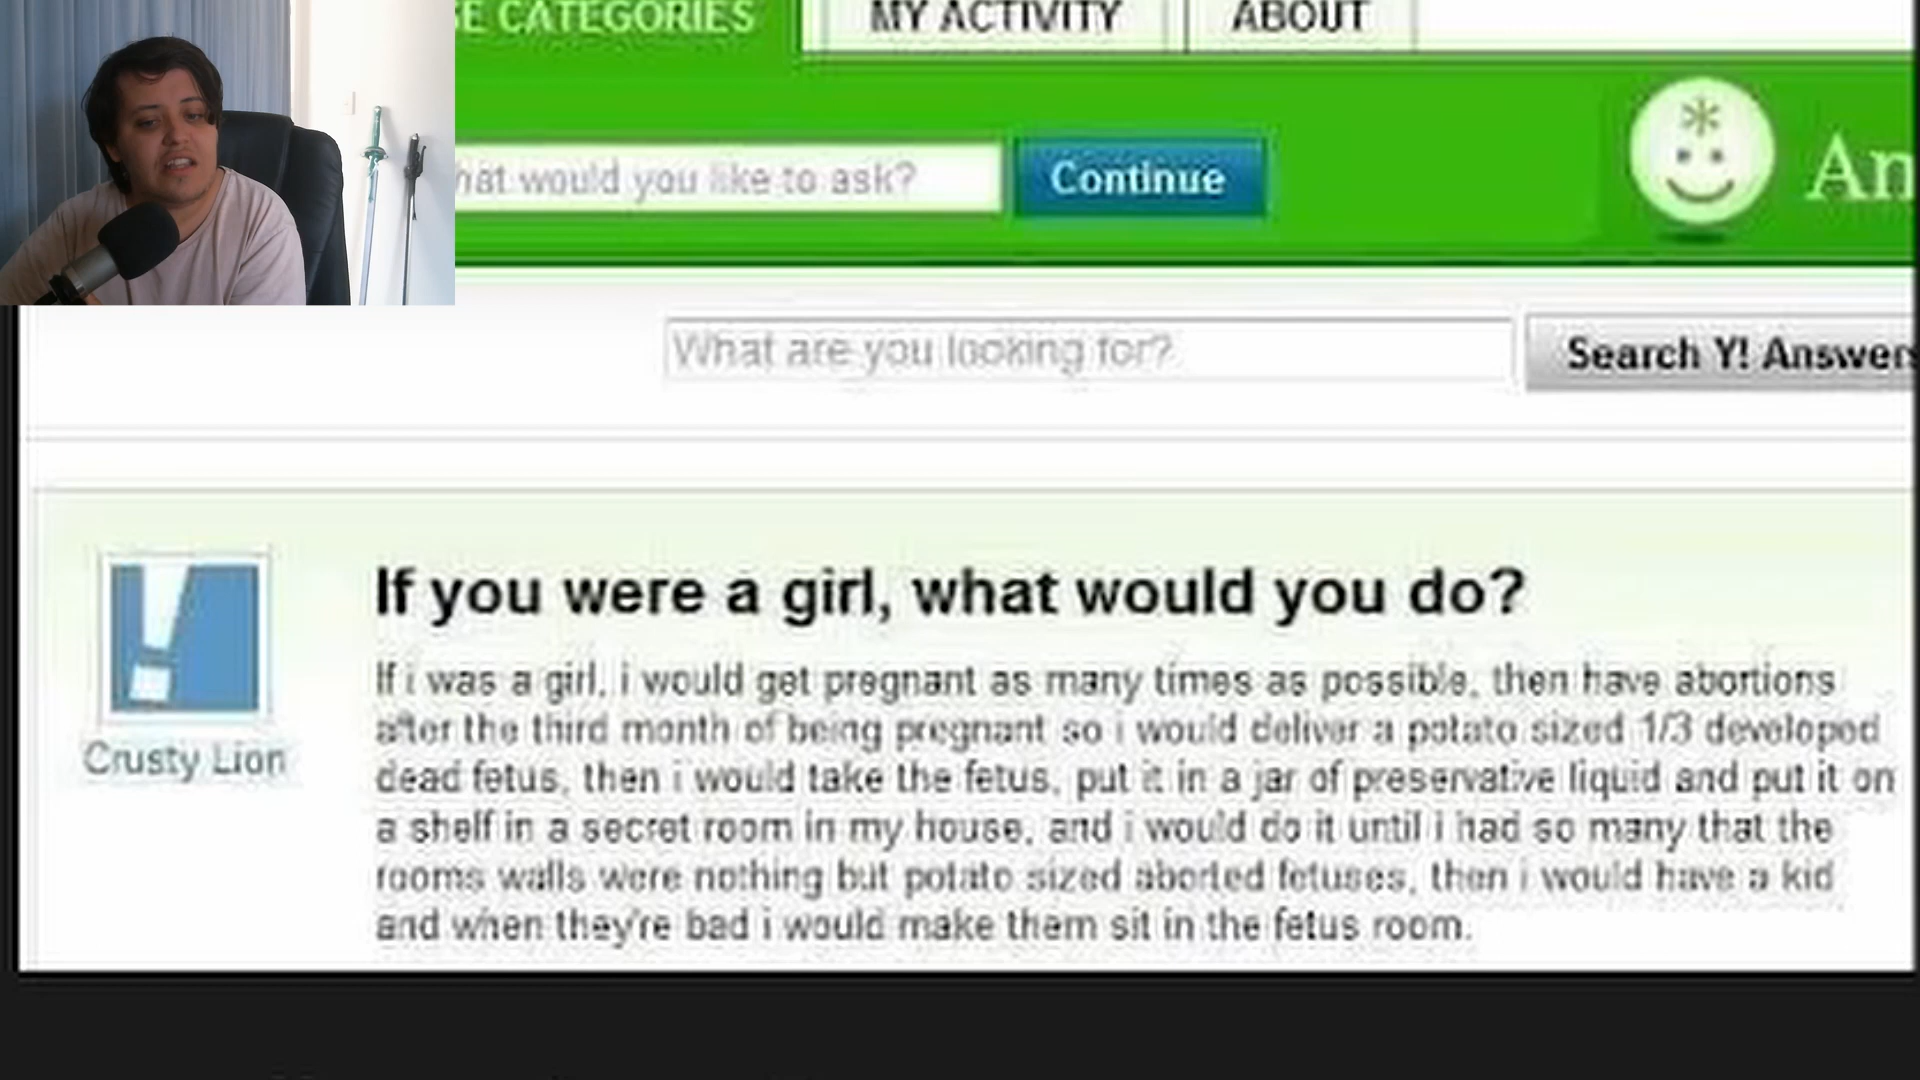 SE CATEGORIES
MY ACTIVITY
ABOUT
hat would you like to ask?
Continue
An
What are you looking for?
Search Y! Answers
If you were a girl, what would you do?
If i was a girl, i would get pregnant as many times as possible, then have abortions
after the third month of being pregnant so i would deliver a potato sized 1/3 developed
dead fetus, then i would take the fetus, put it in a jar of preservative liquid and put it on
a shelf in a secret room in my house, and i would do it until i had so many that the
rooms walls were nothing but potato sized aborted fetuses, then i would have a kid
and when they're bad i would make them sit in the fetus room.
Crusty Lion